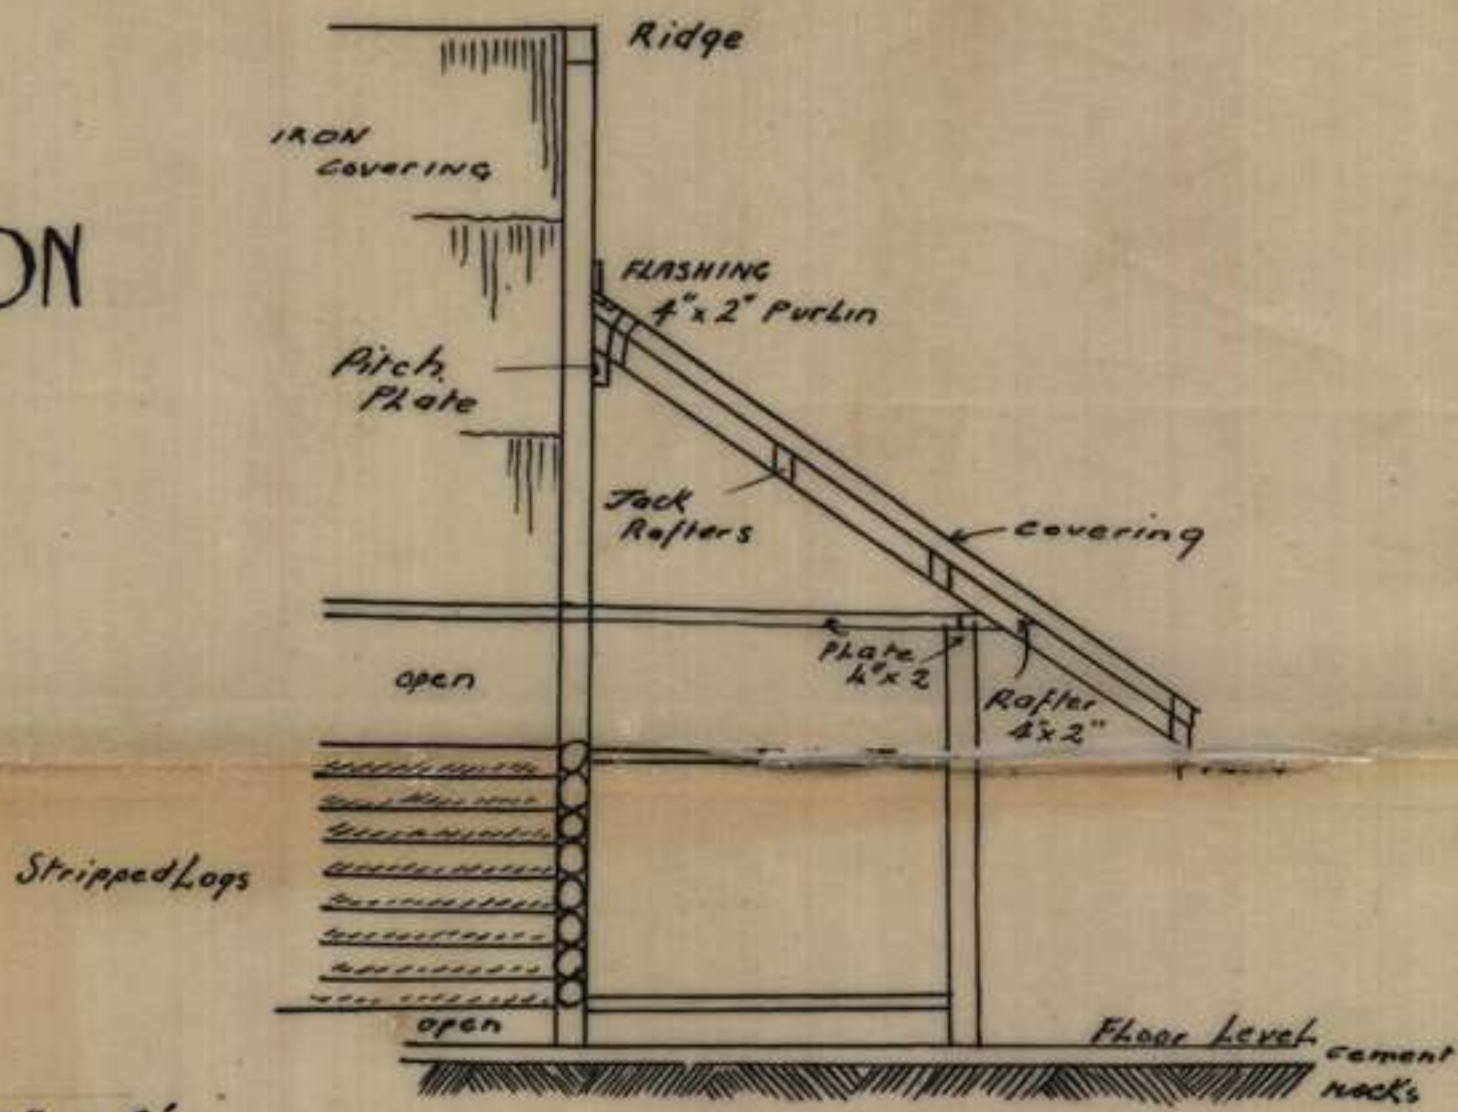 Ridge
IRON
covering
ON
FLASHING
4"x 2" Purlin
Pitch
Plate
Jack
Rafters
covering
Plate
4"x 2
open
Rafter
4"x 2"
Stripped Logs
open
Floor Level
cement